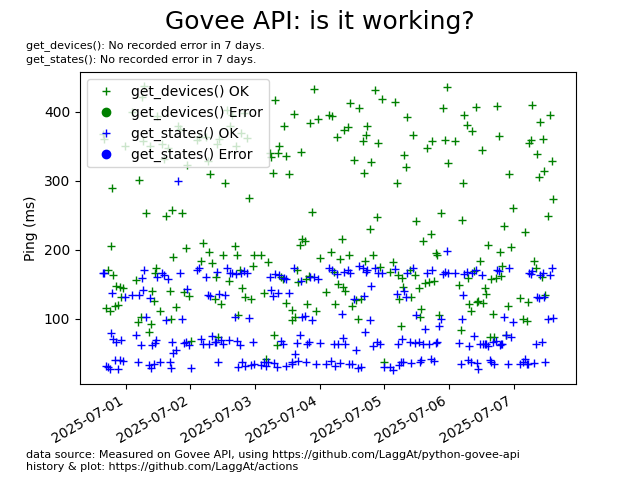 Govee API: is it working?
get_devices(): No recorded error in 7 days.
get_states(): No recorded error in 7 days.
get_devices() OK
get_devices() Error
get_states() OK
get_states() Error
Ping (ms)
400
300
200
100
2025-07-01
2025-07-02
2025-07-03
2025-07-04
2025-07-05
2025-07-06
2025-07-07
data source: Measured on Govee API, using https://github.com/LaggAt/python-govee-api
history & plot: https://github.com/LaggAt/actions